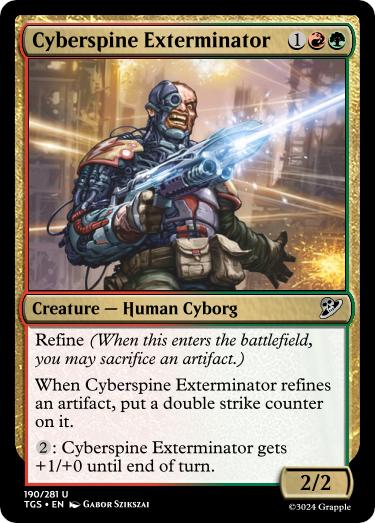 Cyberspine Exterminator 1
Creature — Human Cyborg
Refine (When this enters the battlefield,
you may sacrifice an artifact.)
When Cyberspine Exterminator refines
an artifact, put a double strike counter
on it.
2: Cyberspine Exterminator gets
+1/+0 until end of turn.
2/2
190/281 U
TGS • EN Gabor Szikszai
©3024 Grapple